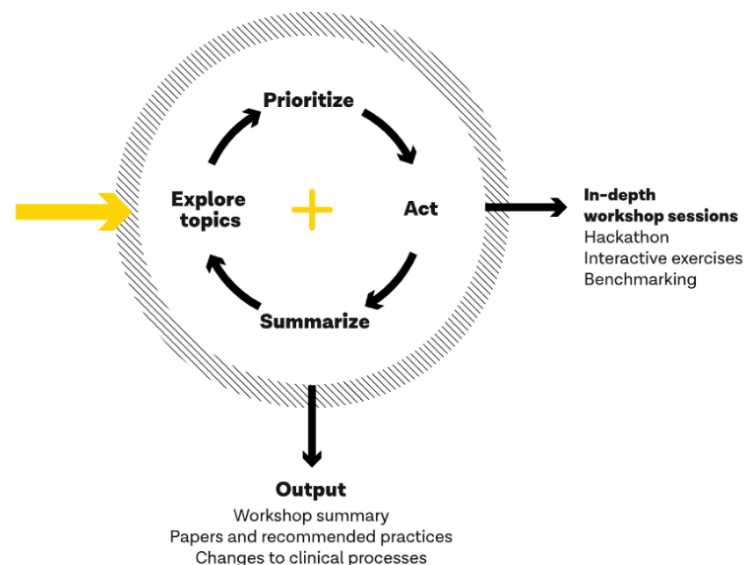 Prioritize
Explore
topics
Act
Summarize
In-depth
workshop sessions
Hackathon
Interactive exercises
Benchmarking
Output
Workshop summary
Papers and recommended practices
Changes to clinical processes